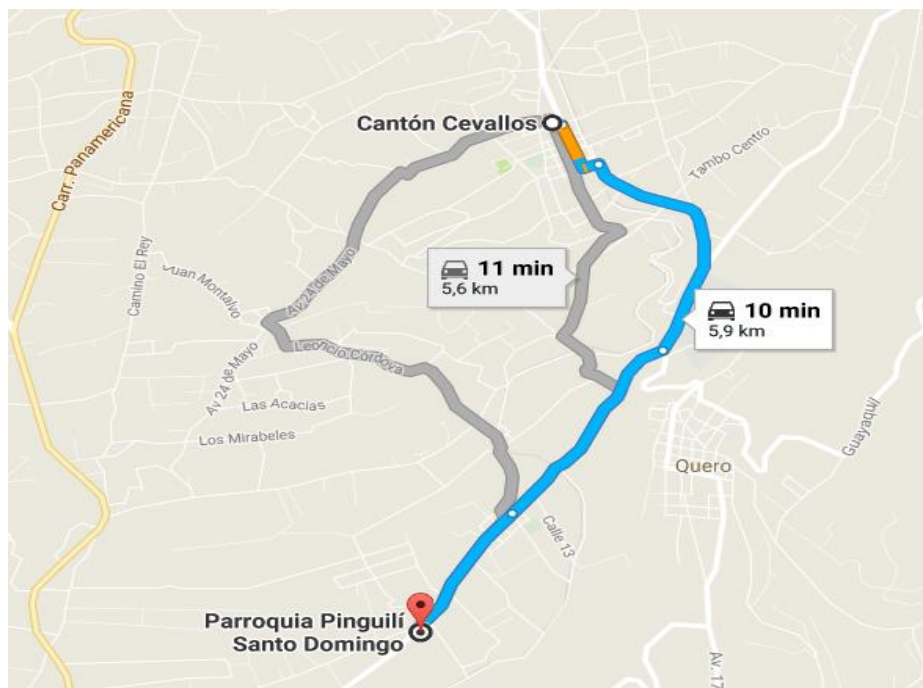 Cantón Cevallos
Tambo Centro
Carr. Panamericana
Camino El Rey
Juan Montalvo
Av 24 de Mayo
11 min
5,6 km
10 min
5,9 km
Av 24 de Mayo
Leoncio Córdova
Las Acacias
Los Mirabeles
Guayaquil
Quero
Calle 13
Parroquia Pinguilí
Santo Domingo
Av. 17